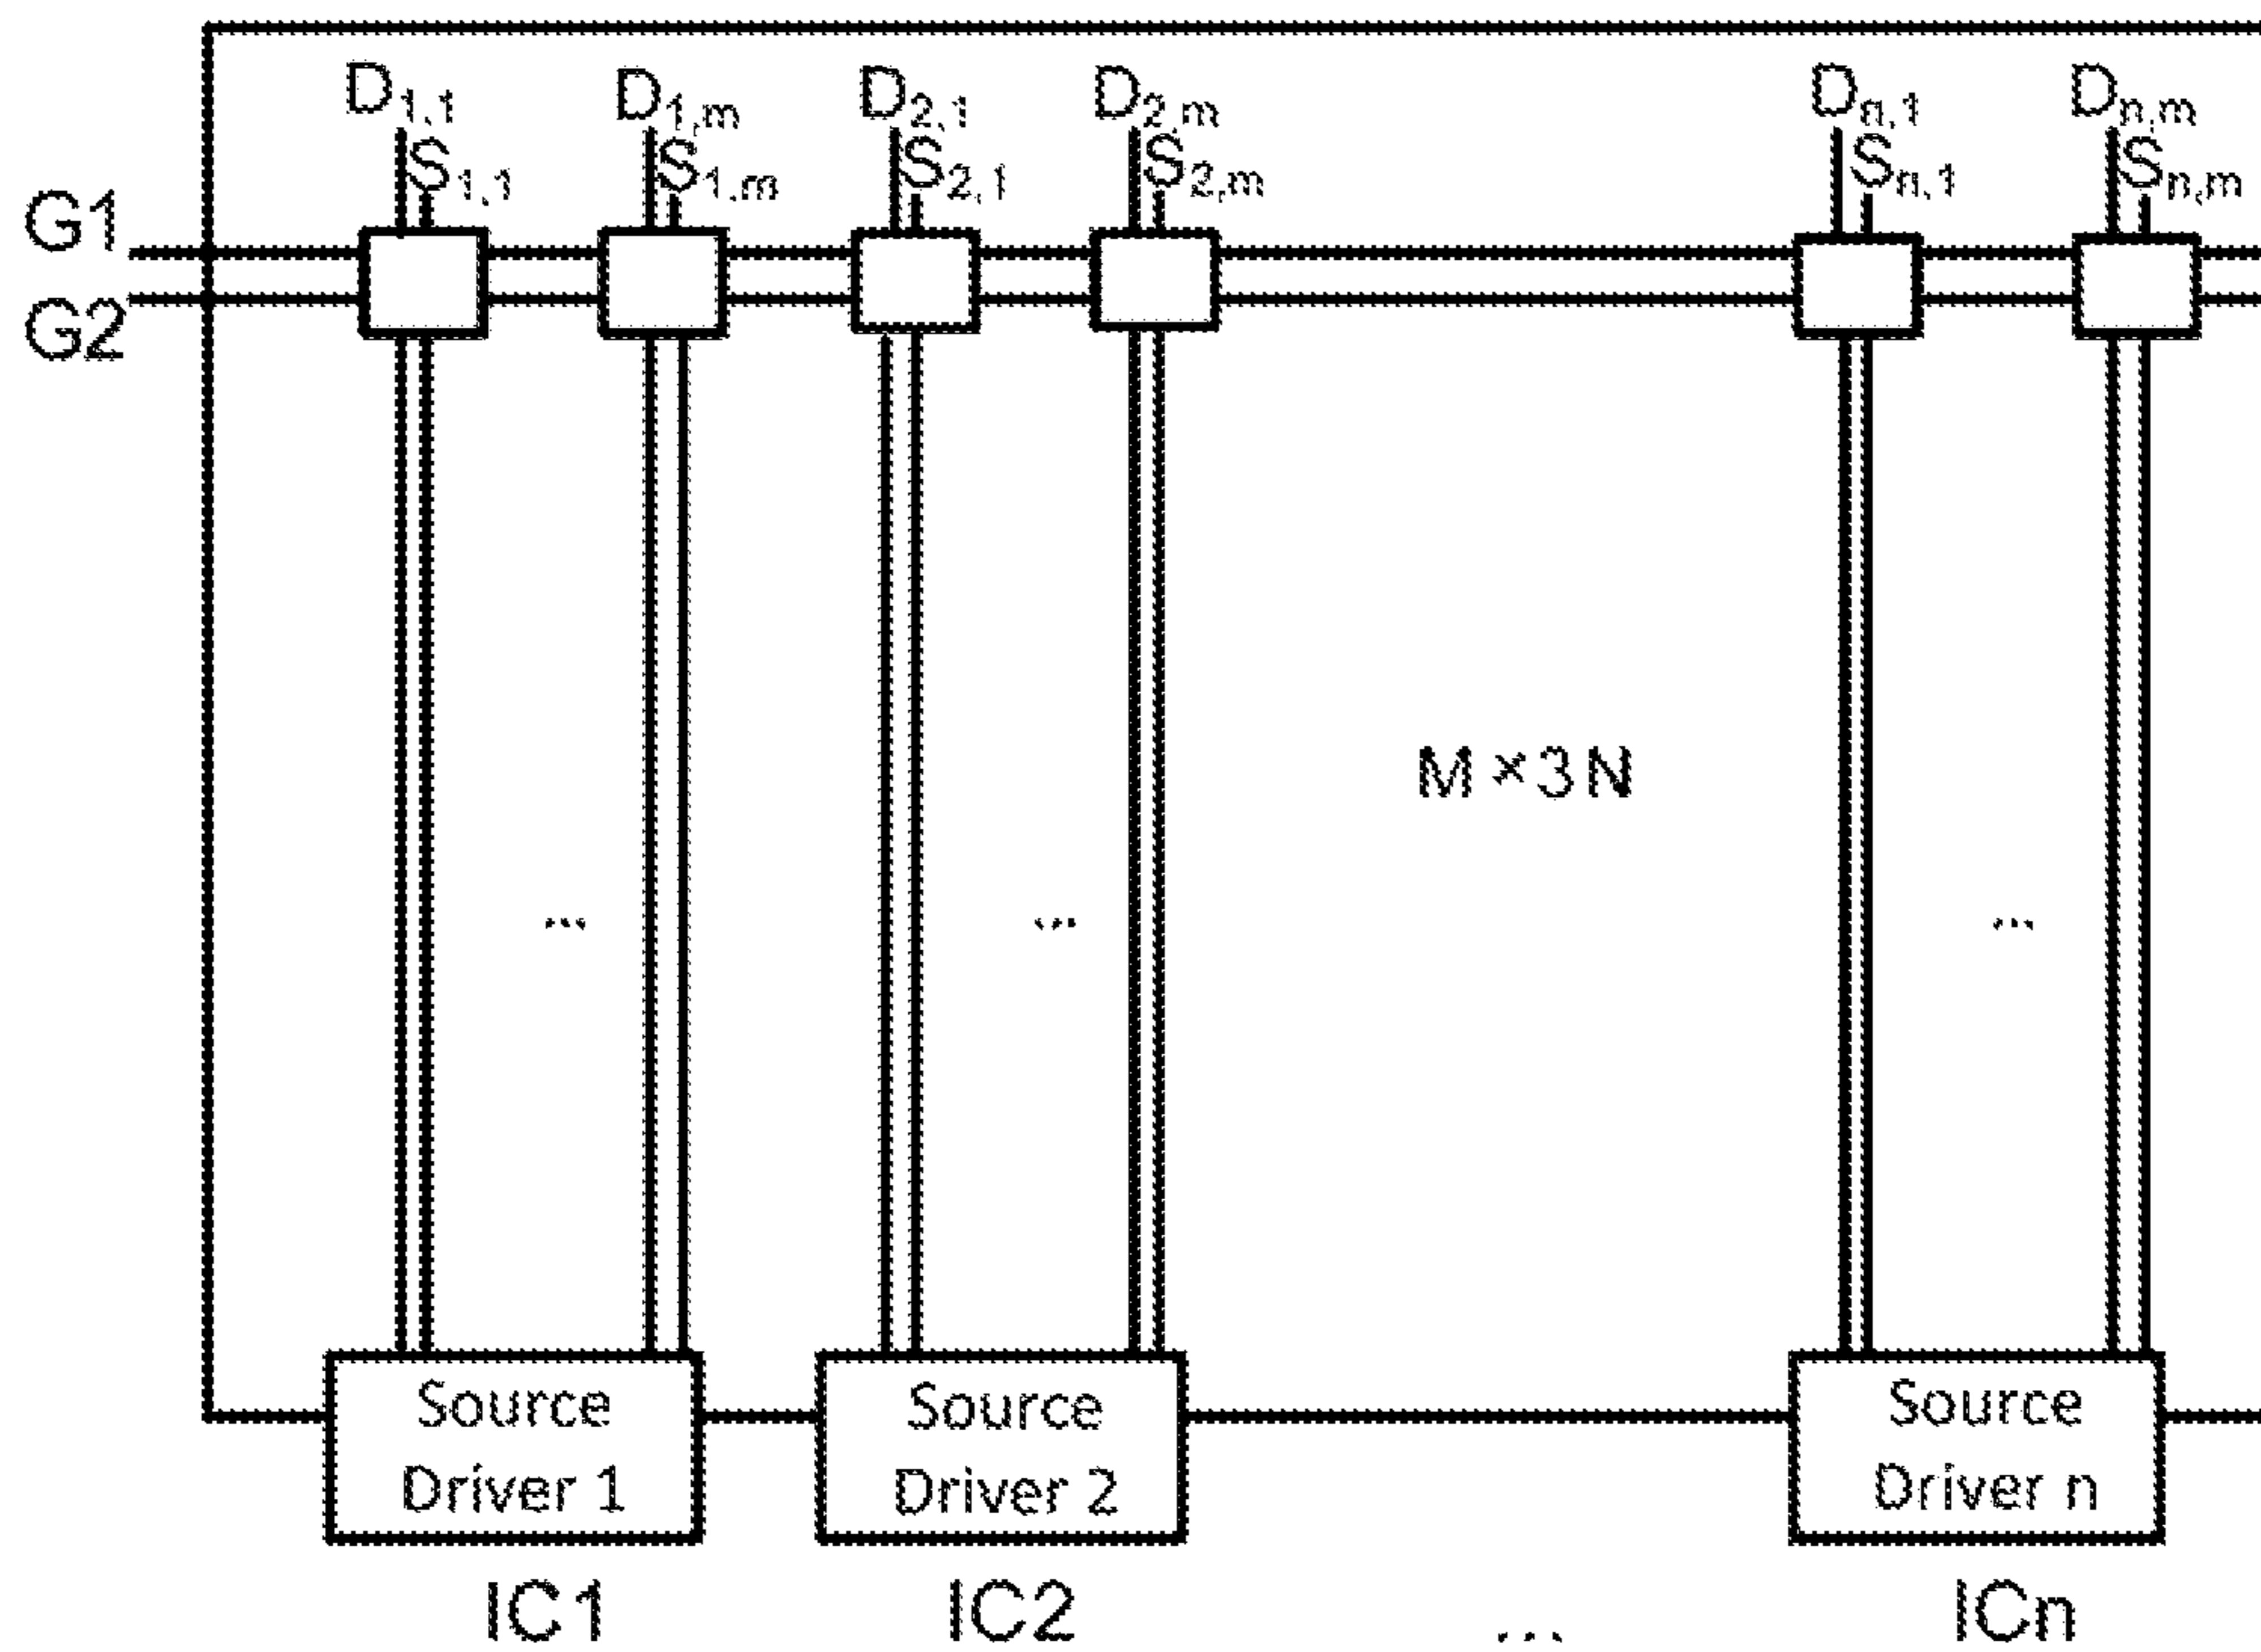 D1,1 D1,m D2,1 D2,m Dn,1 Dn,m
S1,1 S1,m S2,1 S2,m Sn,1 Sn,m
G1
G2
M×3N
... ... ...
Source Driver 1
Source Driver 2
Source Driver n
IC1 IC2 ... ICn